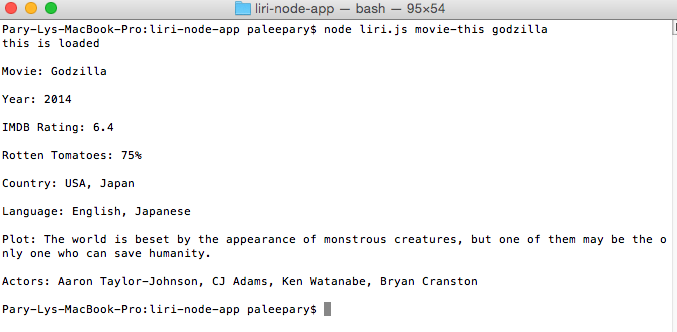 liri-node-app — bash — 95×54
Pary-Lys-MacBook-Pro:liri-node-app paleepary$ node liri.js movie-this godzilla
this is loaded
Movie: Godzilla
Year: 2014
IMDB Rating: 6.4
Rotten Tomatoes: 75%
Country: USA, Japan
Language: English, Japanese
Plot: The world is beset by the appearance of monstrous creatures, but one of them may be the o
nly one who can save humanity.
Actors: Aaron Taylor-Johnson, CJ Adams, Ken Watanabe, Bryan Cranston
Pary-Lys-MacBook-Pro:liri-node-app paleepary$